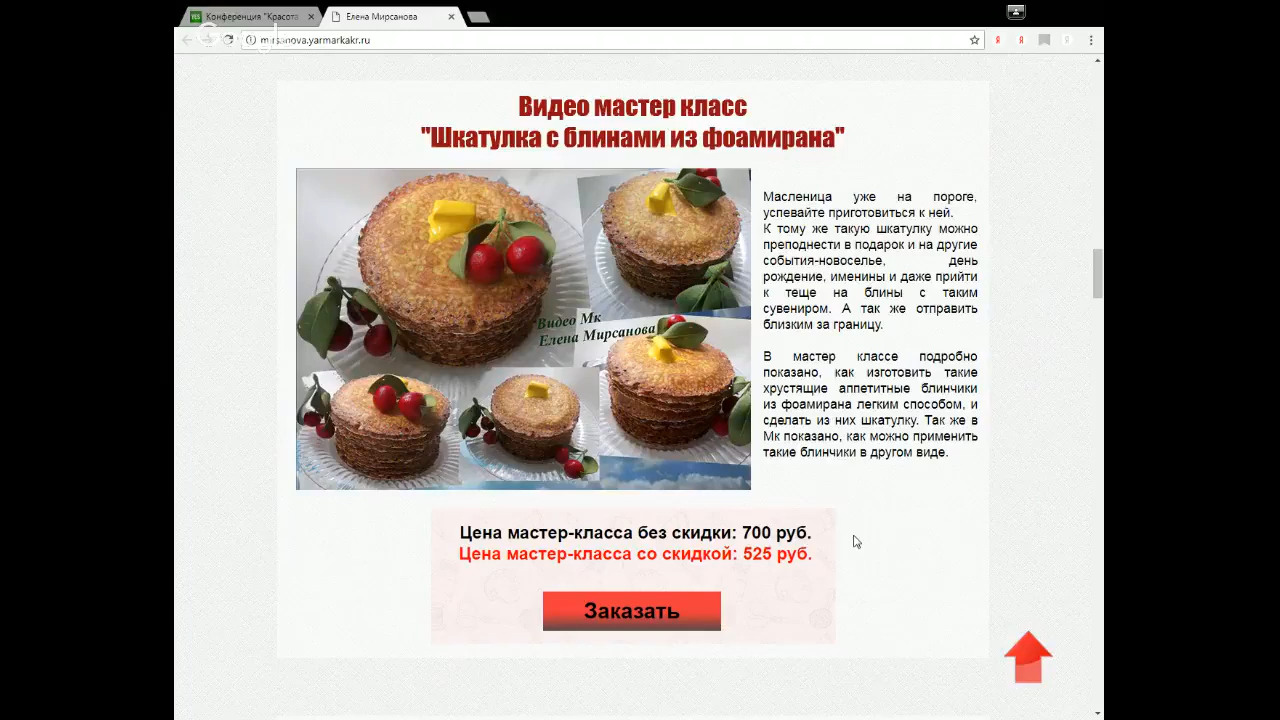 Конференция "Красота
Елена Мирсанова
mirsanova.yarmarkakr.ru
Видео мастер класс
"Шкатулка с блинами из фоамирана"
Видео Мк
Елена Мирсанова
Масленица уже на пороге,
успевайте приготовиться к ней.
К тому же такую шкатулку можно
преподнести в подарок и на другие
события-новоселье, день
рождение, именины и даже прийти
к теще на блины с таким
сувениром. А так же отправить
близким за границу.
В мастер классе подробно
показано, как изготовить такие
хрустящие аппетитные блинчики
из фоамирана легким способом, и
сделать из них шкатулку. Так же в
Мк показано, как можно применить
такие блинчики в другом виде.
Цена мастер-класса без скидки: 700 руб.
Цена мастер-класса со скидкой: 525 руб.
Заказать